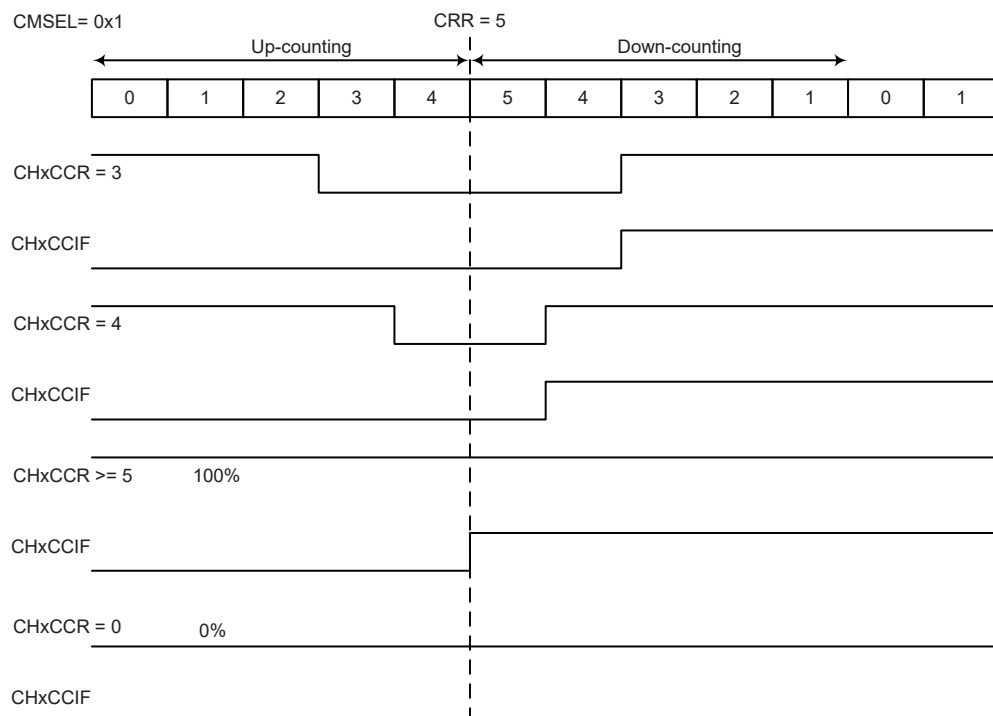 CMSEL= 0x1
CRR = 5
Up-counting
Down-counting
0 1 2 3 4 5 4 3 2 1 0 1
CHxCCR = 3
CHxCCIF
CHxCCR = 4
CHxCCIF
CHxCCR >= 5 100%
CHxCCIF
CHxCCR = 0 0%
CHxCCIF